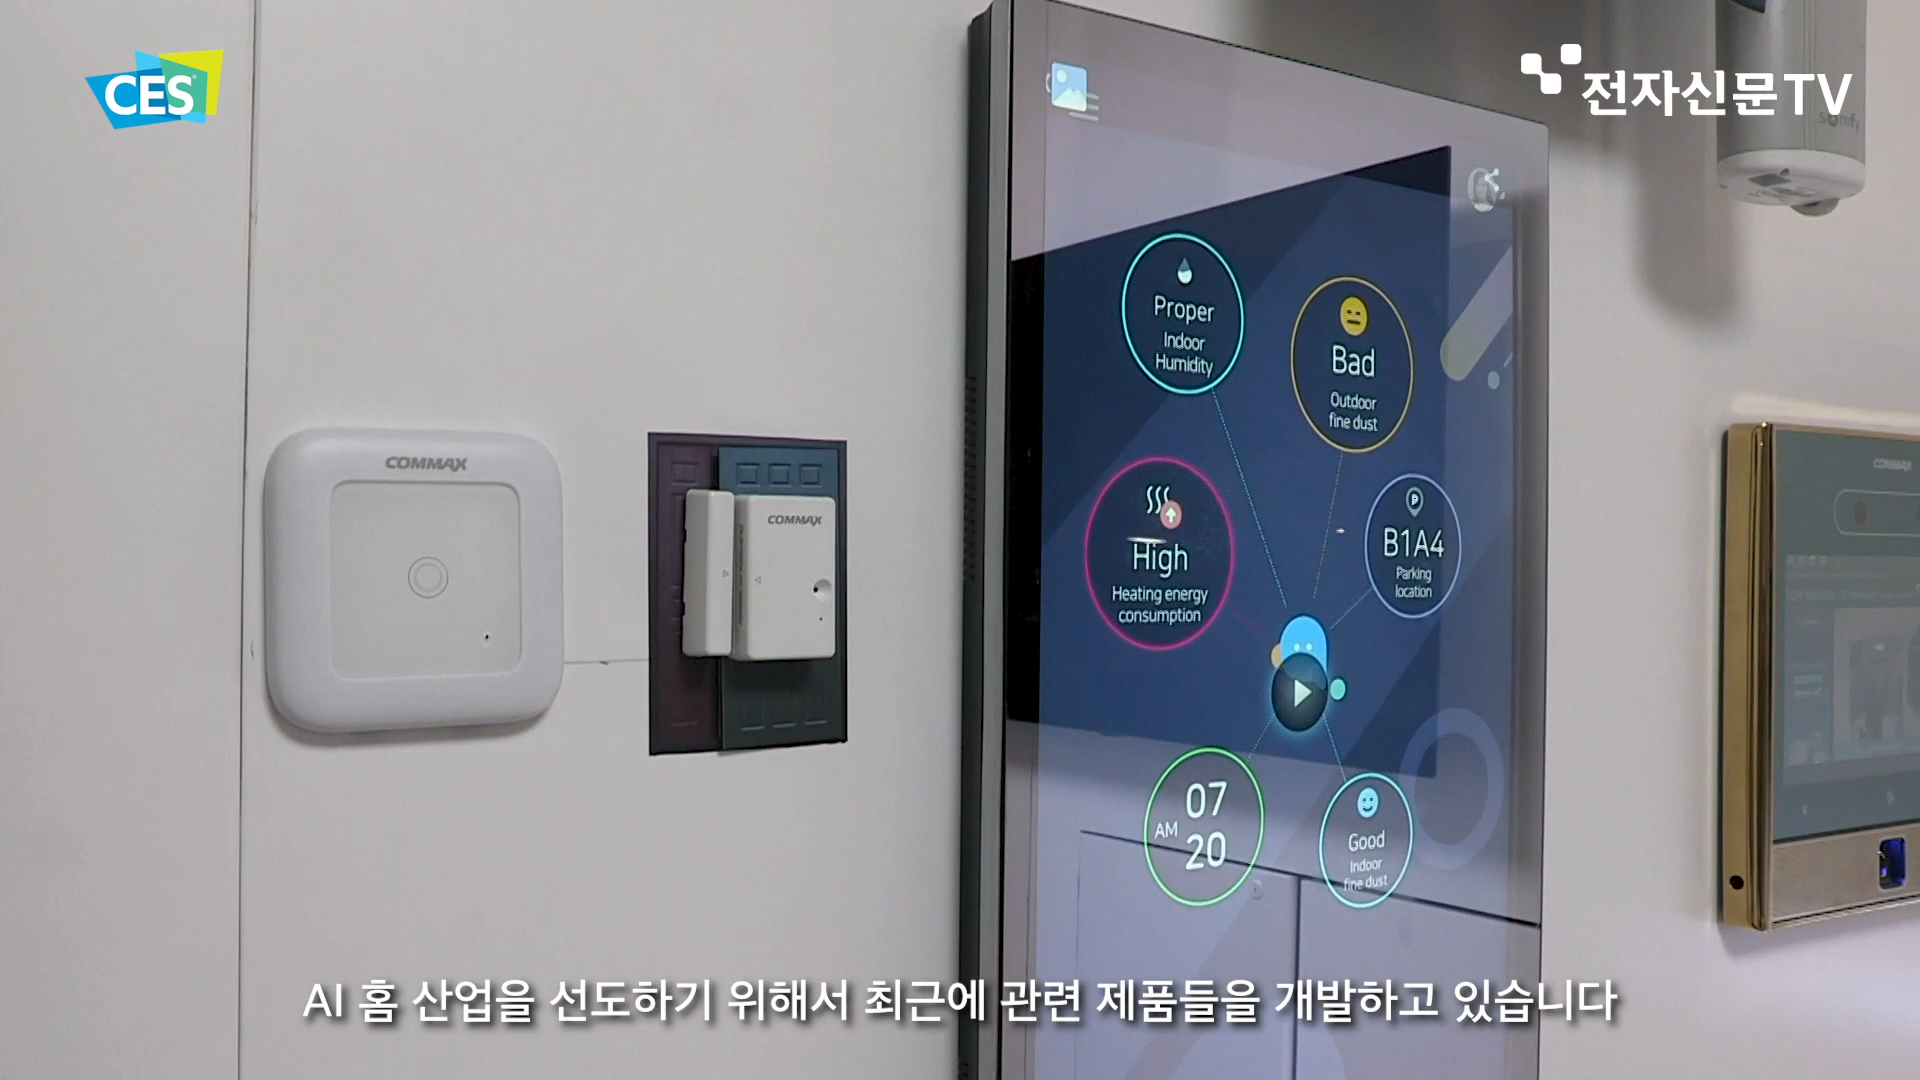 CES
전자신문TV
somfy
COMMAX
COMMAX
Proper
Indoor
Humidity
Bad
Outdoor
fine dust
High
Heating energy
consumption
P
B1A4
Parking
location
AM
07
20
Good
Indoor
fine dust
COMMAX
AI 홈 산업을 선도하기 위해서 최근에 관련 제품들을 개발하고 있습니다